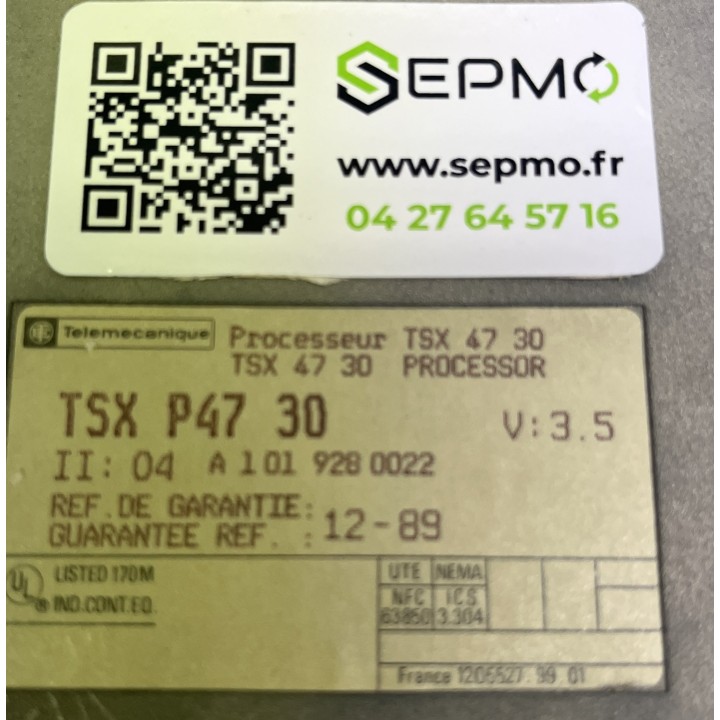 SEPMO
www.sepmo.fr
04 27 64 57 16
Telemecanique
Processeur TSX 47 30
TSX 47 30 PROCESSOR
TSX P47 30
V:3.5
II: 04 A 1 01 928 0022
REF.DE GARANTIE:
GUARANTEE REF. :
12-89
UL
LISTED 170M
IND.CONT.EQ.
UTE NEMA
NFC ICS
63850 3.304
France 1206527.99.01